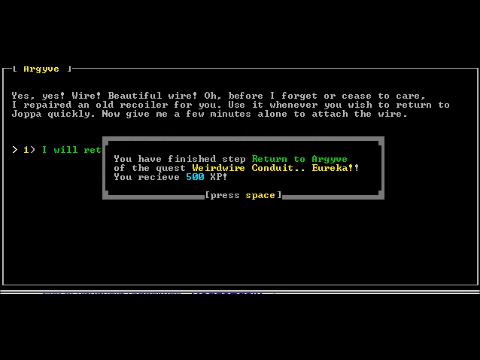 [ Argyve ]
Yes, yes! Wire! Beautiful wire! Oh, before I forget or cease to care,
I repaired an old recoiler for you. Use it whenever you wish to return to
Joppa quickly. Now give me a few minutes alone to attach the wire.
> 1) I will ret
You have finished step Return to Argyve
of the quest Weirdwire Conduit.. Eureka!!
You recieve 500 XP!
[press space]